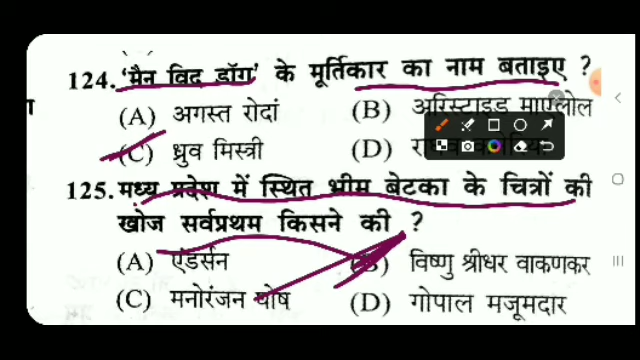 124. 'मैन विद डॉग' के मूर्तिकार का नाम बताइए ?
(A) अगस्त रोदां (B) अरिस्टाइड माएलोल
(C) ध्रुव मिस्त्री (D)
125. मध्य प्रदेश में स्थित भीम बेटका के चित्रों की
खोज सर्वप्रथम किसने की ?
(A) एंडर्सन (B) विष्णु श्रीधर वाकणकर
(C) मनोरंजन घोष (D) गोपाल मजूमदार